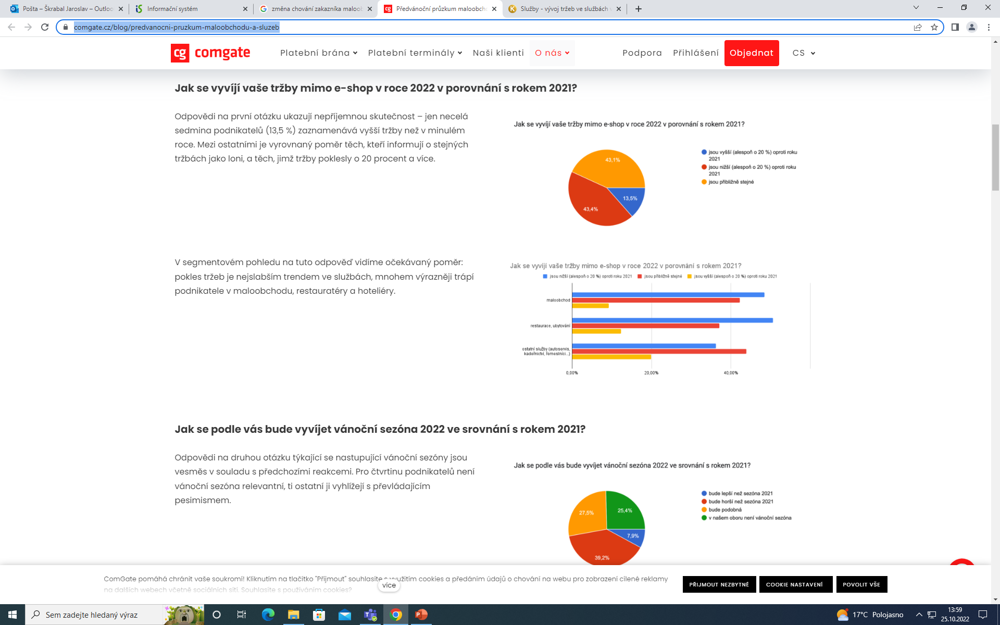 Pošta – Škrabal Jaroslav – Outloo
Informační systém
změna chování zakazníka maloob
Předvánoční průzkum maloobcho
Služby - vývoj tržeb ve službách v
comgate.cz/blog/predvanocni-pruzkum-maloobchodu-a-sluzeb
cg comgate
Platební brána
Platební terminály
Naši klienti
O nás
Podpora
Přihlášení
Objednat
CS
Jak se vyvíjí vaše tržby mimo e-shop v roce 2022 v porovnání s rokem 2021?
Odpovědi na první otázku ukazují nepříjemnou skutečnost – jen necelá
sedmina podnikatelů (13,5 %) zaznamenává vyšší tržby než v minulém
roce. Mezi ostatními je vyrovnaný poměr těch, kteří informují o stejných
tržbách jako loni, a těch, jimž tržby poklesly o 20 procent a více.
Jak se vyvíjí vaše tržby mimo e-shop v roce 2022 v porovnání s rokem 2021?
43,1%
13,5%
43,4%
jsou vyšší (alespoň o 20 %) oproti roku
2021
jsou nižší (alespoň o 20 %) oproti roku
2021
jsou přibližně stejné
V segmentovém pohledu na tuto odpověď vidíme očekávaný poměr:
pokles tržeb je nejslabším trendem ve službách, mnohem výrazněji trápí
podnikatele v maloobchodu, restauratéry a hoteliéry.
Jak se vyvíjí vaše tržby mimo e-shop v roce 2022 v porovnání s rokem 2021?
jsou nižší (alespoň o 20 %) oproti roku 2021
jsou přibližně stejné
jsou vyšší (alespoň o 20 %) oproti roku 2021
maloobchod
restaurace, ubytování
ostatní služby (autoservis,
kadeřnictví, řemeslníci...)
0,00%
20,00%
40,00%
Jak se podle vás bude vyvíjet vánoční sezóna 2022 ve srovnání s rokem 2021?
Odpovědi na druhou otázku týkající se nastupující vánoční sezóny jsou
vesměs v souladu s předchozími reakcemi. Pro čtvrtinu podnikatelů není
vánoční sezóna relevantní, ti ostatní ji vyhlížejí s převládajícím
pesimismem.
Jak se podle vás bude vyvíjet vánoční sezóna 2022 ve srovnání s rokem 2021?
27,5%
25,4%
7,9%
39,2%
bude lepší než sezóna 2021
bude horší než sezóna 2021
bude podobná
v našem oboru není vánoční sezóna
ComGate pomáhá chránit vaše soukromí! Kliknutím na tlačítko "Přijmout" souhlasíte s využitím cookies a předáním údajů o chování na webu pro zobrazení cílené reklamy
na dalších webech včetně sociálních sítí. Souhlasíte s používáním cookies?
více
PŘIJMOUT NEZBYTNÉ
COOKIE NASTAVENÍ
POVOLIT VŠE
Sem zadejte hledaný výraz
17°C Polojasno
13:59
25.10.2022